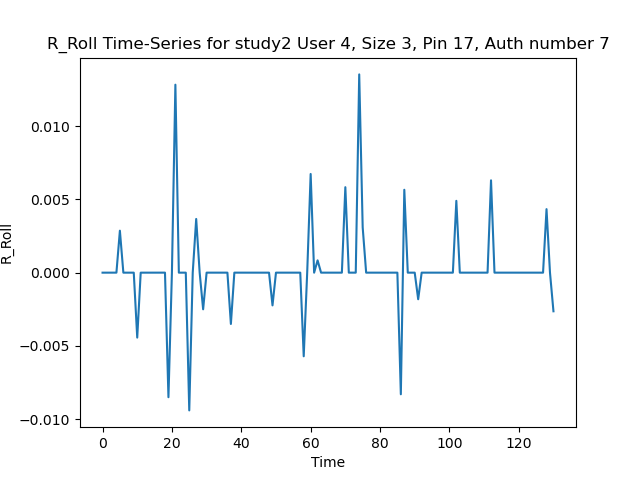 R_Roll Time-Series for study2 User 4, Size 3, Pin 17, Auth number 7
0.010
0.005
0.000
−0.005
−0.010
R_Roll
0 20 40 60 80 100 120
Time